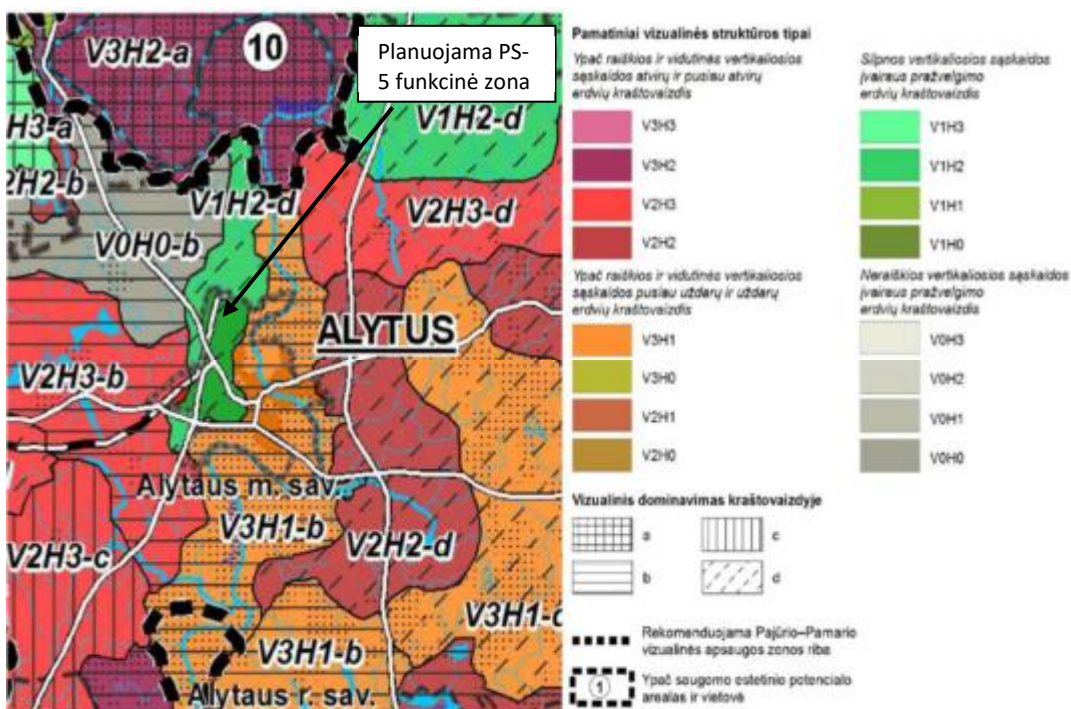 V3H2-a
10
Planuojama PS-
5 funkcinė zona
V1H2-d
H3-a
2H2-b
V1H2-d
V2H3-d
V0H0-b
ALYTUS
V2H3-b
Alytaus m. sav.
V3H1-b
V2H3-c
V2H2-d
V3H1-d
V3H1-b
Alytaus r. sav.
Pamatiniai vizualinės struktūros tipai
Ypač raiškios ir vidutinės vertikaliosios
sąskaidos atvirų ir pusiau atvirų
erdvių kraštovaizdis
V3H3
V3H2
V2H3
V2H2
Ypač raiškios ir vidutinės vertikaliosios
sąskaidos pusiau uždarų ir uždarų
erdvių kraštovaizdis
V3H1
V3H0
V2H1
V2H0
Silpnos vertikaliosios sąskaidos
įvairaus pražvelgimo
erdvių kraštovaizdis
V1H3
V1H2
V1H1
V1H0
Neraiškios vertikaliosios sąskaidos
įvairaus pražvelgimo
erdvių kraštovaizdis
V0H3
V0H2
V0H1
V0H0
Vizualinis dominavimas kraštovaizdyje
a
c
b
d
Rekomenduojama Pajūrio–Pamario
vizualinės apsaugos zonos riba
1
Ypač saugomo estetinio potencialo
arealas ir vietovė